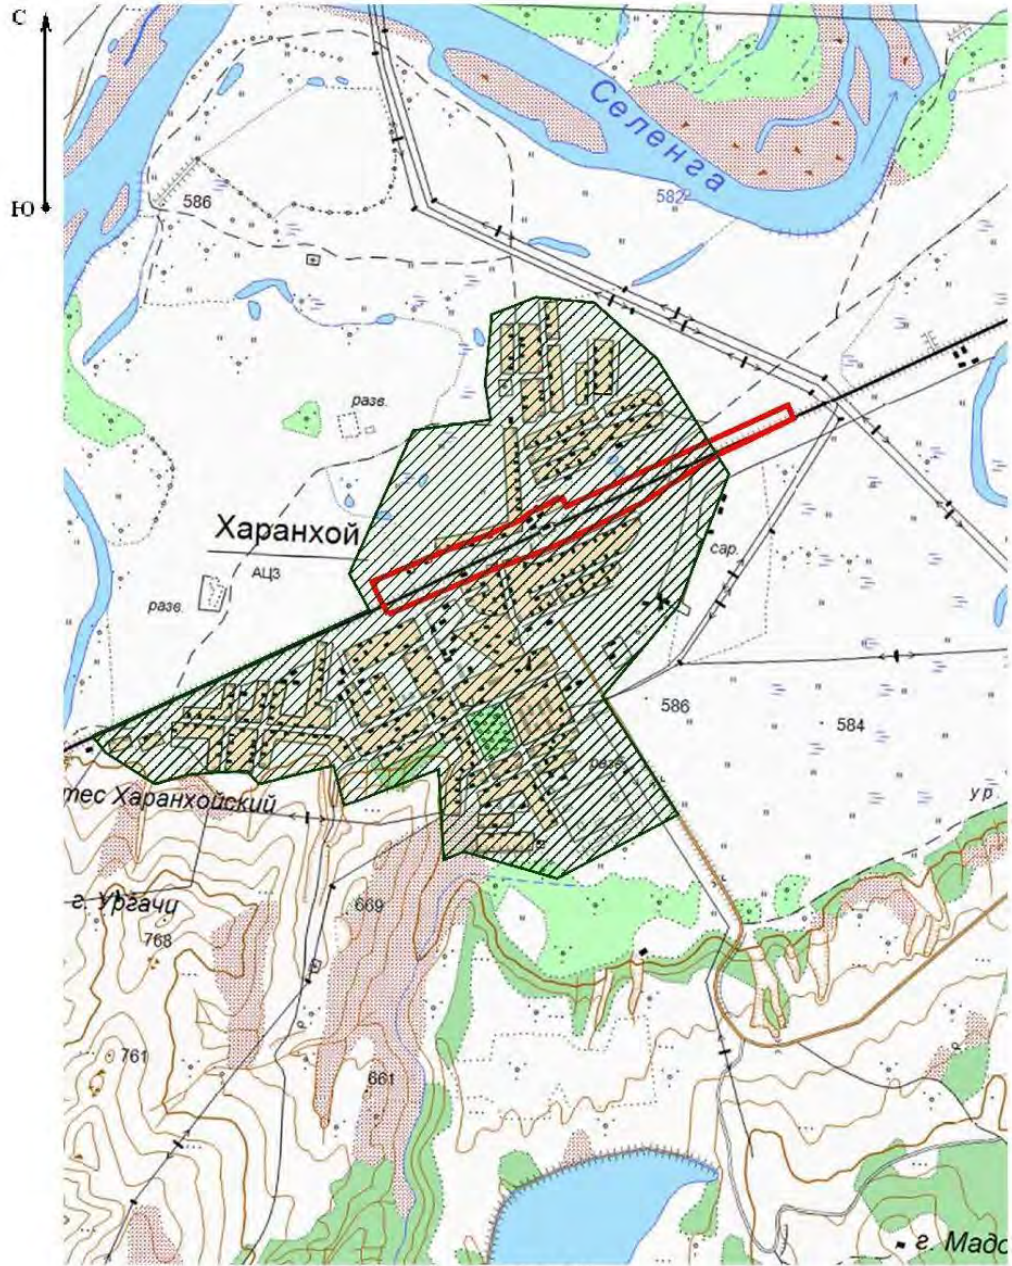 С
Ю
Селенга
582
586
разв.
Харанхой
АЦЗ
сар.
разв.
586
584
разв.
тес Харанхойский
ур.
г. Ургачи
669
768
761
661
г. Мадо